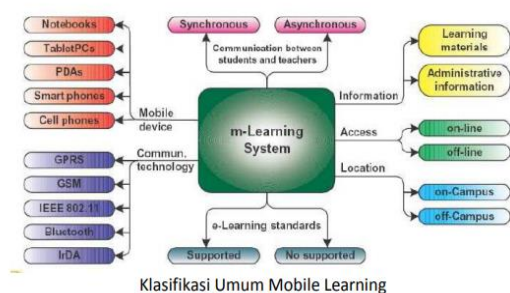 Synchronous
Asynchronous
Communication between
students and teachers
Notebooks
TabletPCs
PDAs
Smart phones
Cell phones
Mobile
device
GPRS
GSM
IEEE 802.11
Bluetooth
IrDA
Commun.
technology
m-Learning
System
Information
Learning
materials
Administrative
information
Access
on-line
off-line
Location
on-Campus
off-Campus
e-Learning standards
Supported
No supported
Klasifikasi Umum Mobile Learning